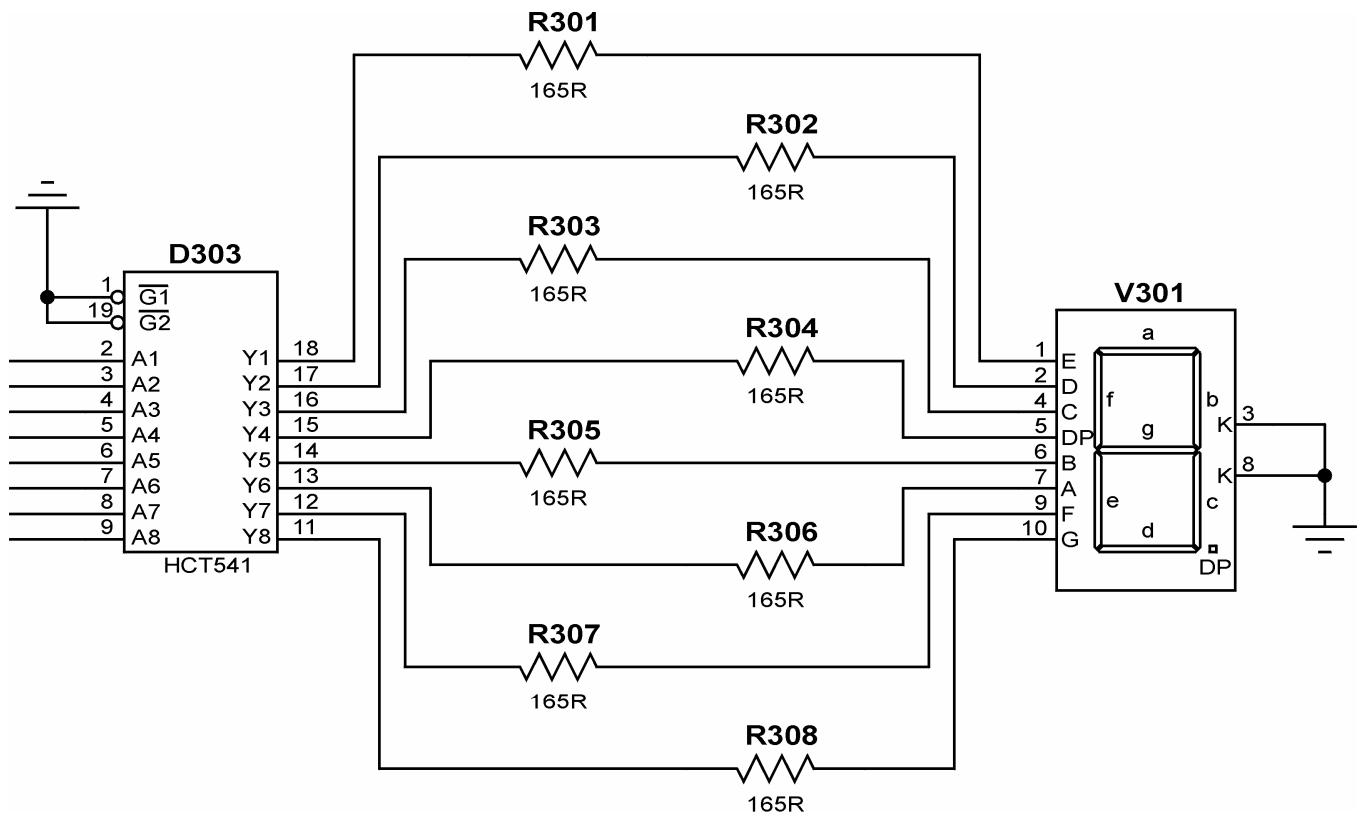 R301
165R
R302
165R
R303
165R
R304
165R
R305
165R
R306
165R
R307
165R
R308
165R
D303
1 G1
19 G2
2 A1 Y1 18
3 A2 Y2 17
4 A3 Y3 16
5 A4 Y4 15
6 A5 Y5 14
7 A6 Y6 13
8 A7 Y7 12
9 A8 Y8 11
HCT541
V301
1 E
2 D
4 C
5 DP
6 B
7 A
9 F
10 G
a
f b
g
e c
d
DP
K 3
K 8